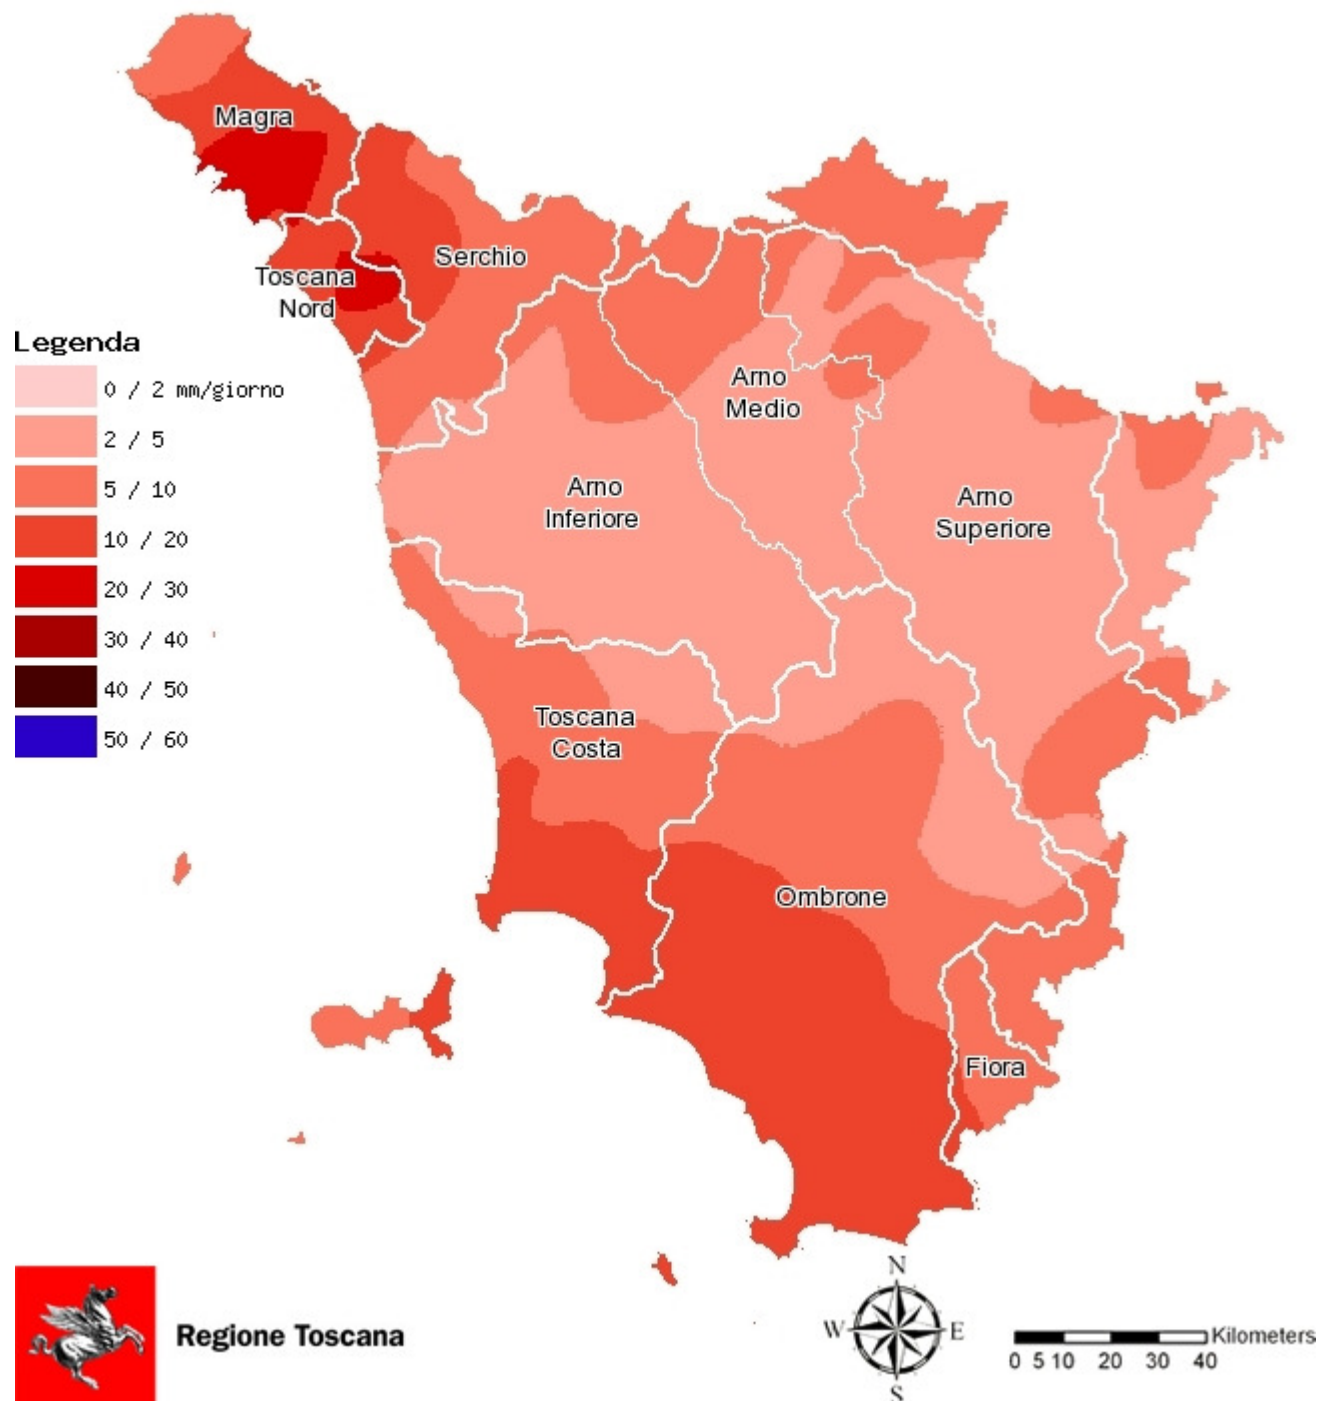 Magra
Serchio
Toscana
Nord
Legenda
0 / 2 mm/giorno
2 / 5
5 / 10
10 / 20
20 / 30
30 / 40
40 / 50
50 / 60
Arno
Medio
Arno
Inferiore
Arno
Superiore
Toscana
Costa
Ombrone
Fiora
Regione Toscana
N
W E
S
Kilometers
0 5 10 20 30 40